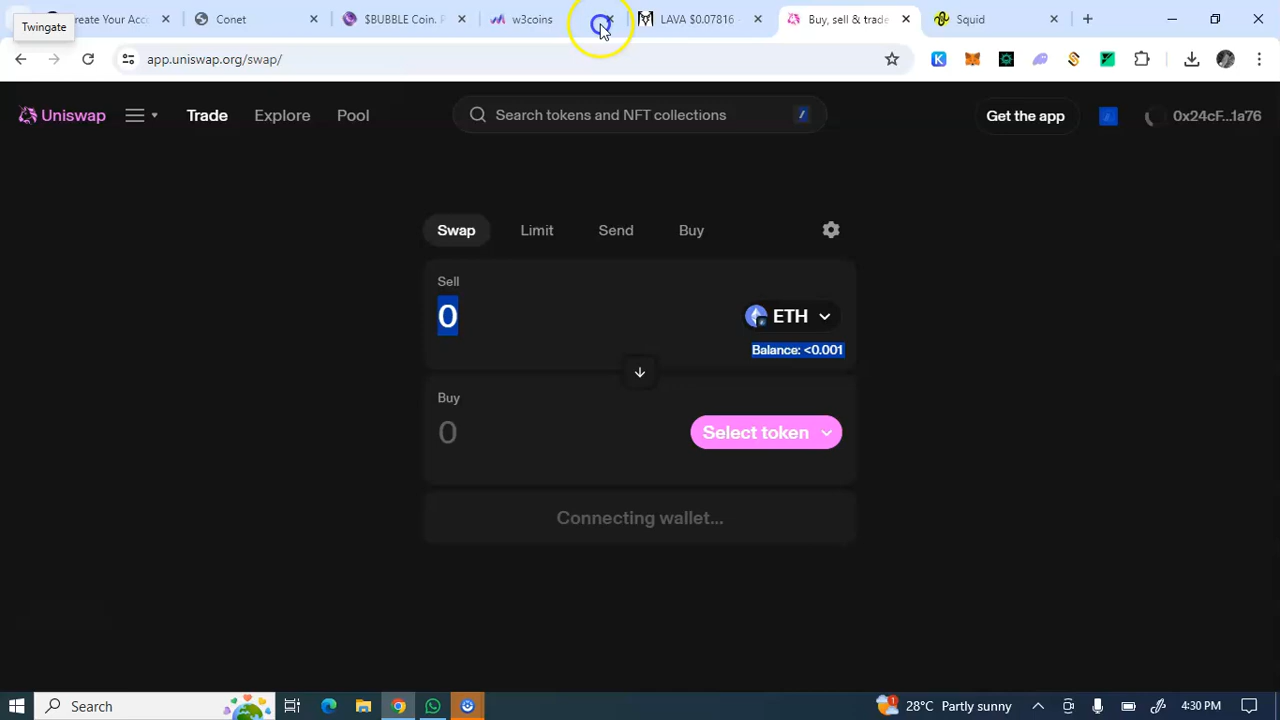 reate Your Acc
Conet
$BUBBLE Coin. P
w3coins
LAVA $0.07810
Buy, sell & trade
Squid
Twingate
app.uniswap.org/swap/
Uniswap
Trade
Explore
Pool
Search tokens and NFT collections
/
Get the app
0x24cF...1a76
Swap
Limit
Send
Buy
Sell
0
ETH
Balance: <0.001
Buy
0
Select token
Connecting wallet...
Search
1
28°C Partly sunny
4:30 PM